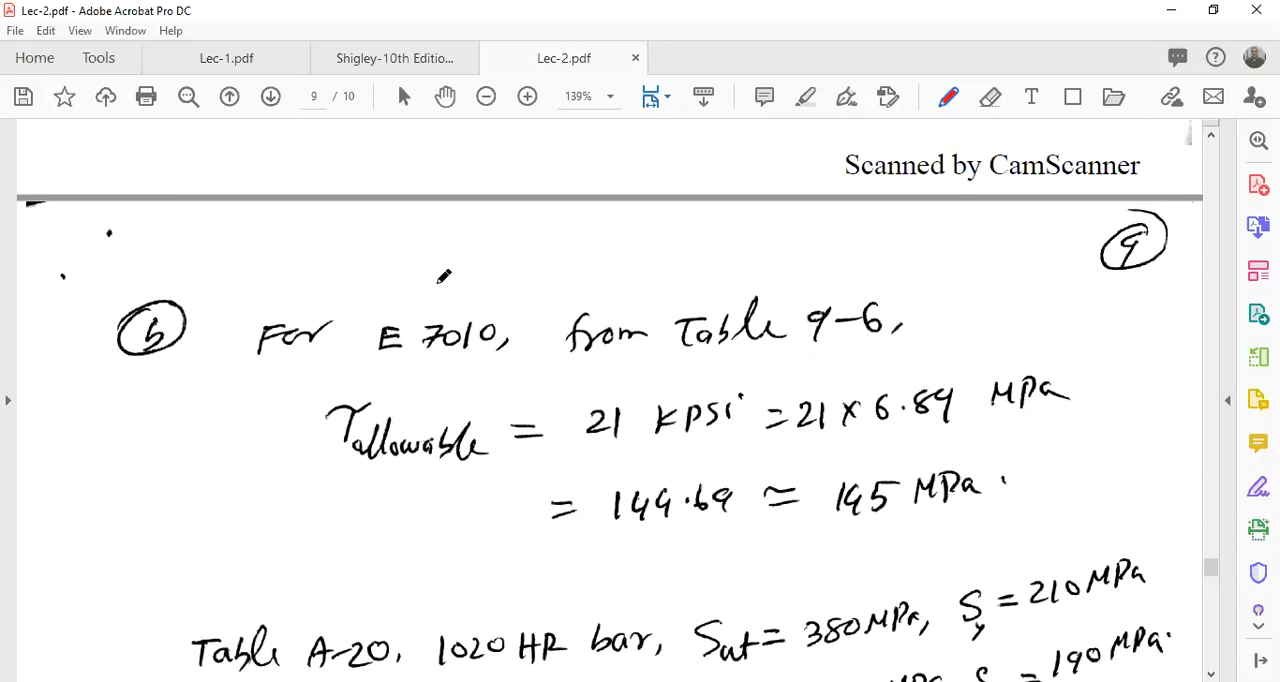 Lec-2.pdf - Adobe Acrobat Pro DC
File Edit View Window Help
Home Tools Lec-1.pdf Shigley-10th Editio... Lec-2.pdf ×
9 / 10 139%
Scanned by CamScanner
9
b For E 7010, from Table 9-6,
τallowable = 21 kpsi = 21 × 6.89 MPa
= 144.69 ≃ 145 MPa.
Table A-20, 1020 HR bar, Sut = 380 MPa, Sy = 210 MPa
= 190 MPa.